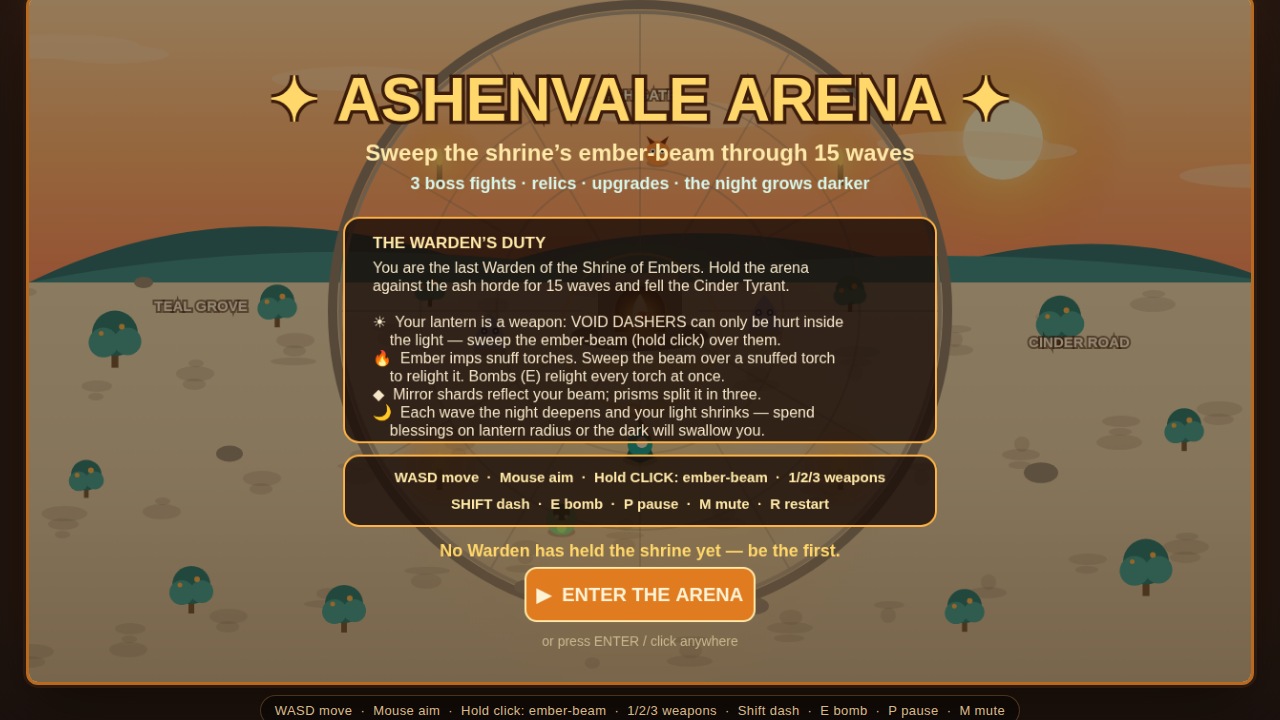 ✦ ASHENVALE ARENA ✦
Sweep the shrine's ember-beam through 15 waves
3 boss fights · relics · upgrades · the night grows darker
THE WARDEN'S DUTY
You are the last Warden of the Shrine of Embers. Hold the arena
against the ash horde for 15 waves and fell the Cinder Tyrant.
☀ Your lantern is a weapon: VOID DASHERS can only be hurt inside
the light — sweep the ember-beam (hold click) over them.
🔥 Ember imps snuff torches. Sweep the beam over a snuffed torch
to relight it. Bombs (E) relight every torch at once.
◆ Mirror shards reflect your beam; prisms split it in three.
🌙 Each wave the night deepens and your light shrinks — spend
blessings on lantern radius or the dark will swallow you.
TEAL GROVE
CINDER ROAD
WASD move · Mouse aim · Hold CLICK: ember-beam · 1/2/3 weapons
SHIFT dash · E bomb · P pause · M mute · R restart
No Warden has held the shrine yet — be the first.
▶ ENTER THE ARENA
or press ENTER / click anywhere
WASD move · Mouse aim · Hold click: ember-beam · 1/2/3 weapons · Shift dash · E bomb · P pause · M mute